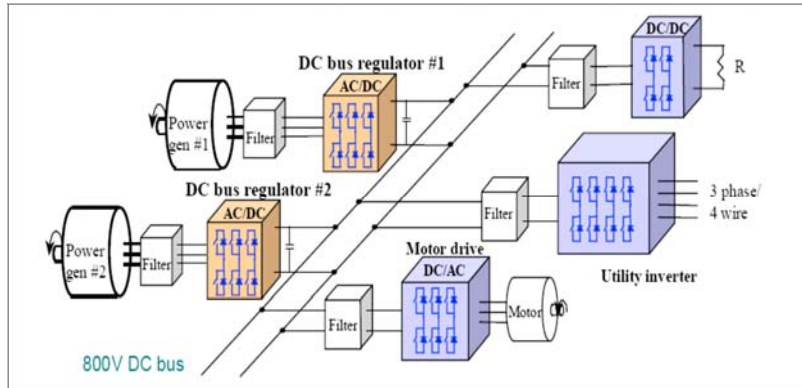 DC/DC
DC bus regulator #1
AC/DC
Filter
R
Power
gen #1
Filter
DC bus regulator #2
AC/DC
3 phase/
4 wire
Filter
Power
gen #2
Filter
Motor drive
DC/AC
Utility inverter
Filter
Motor
800V DC bus